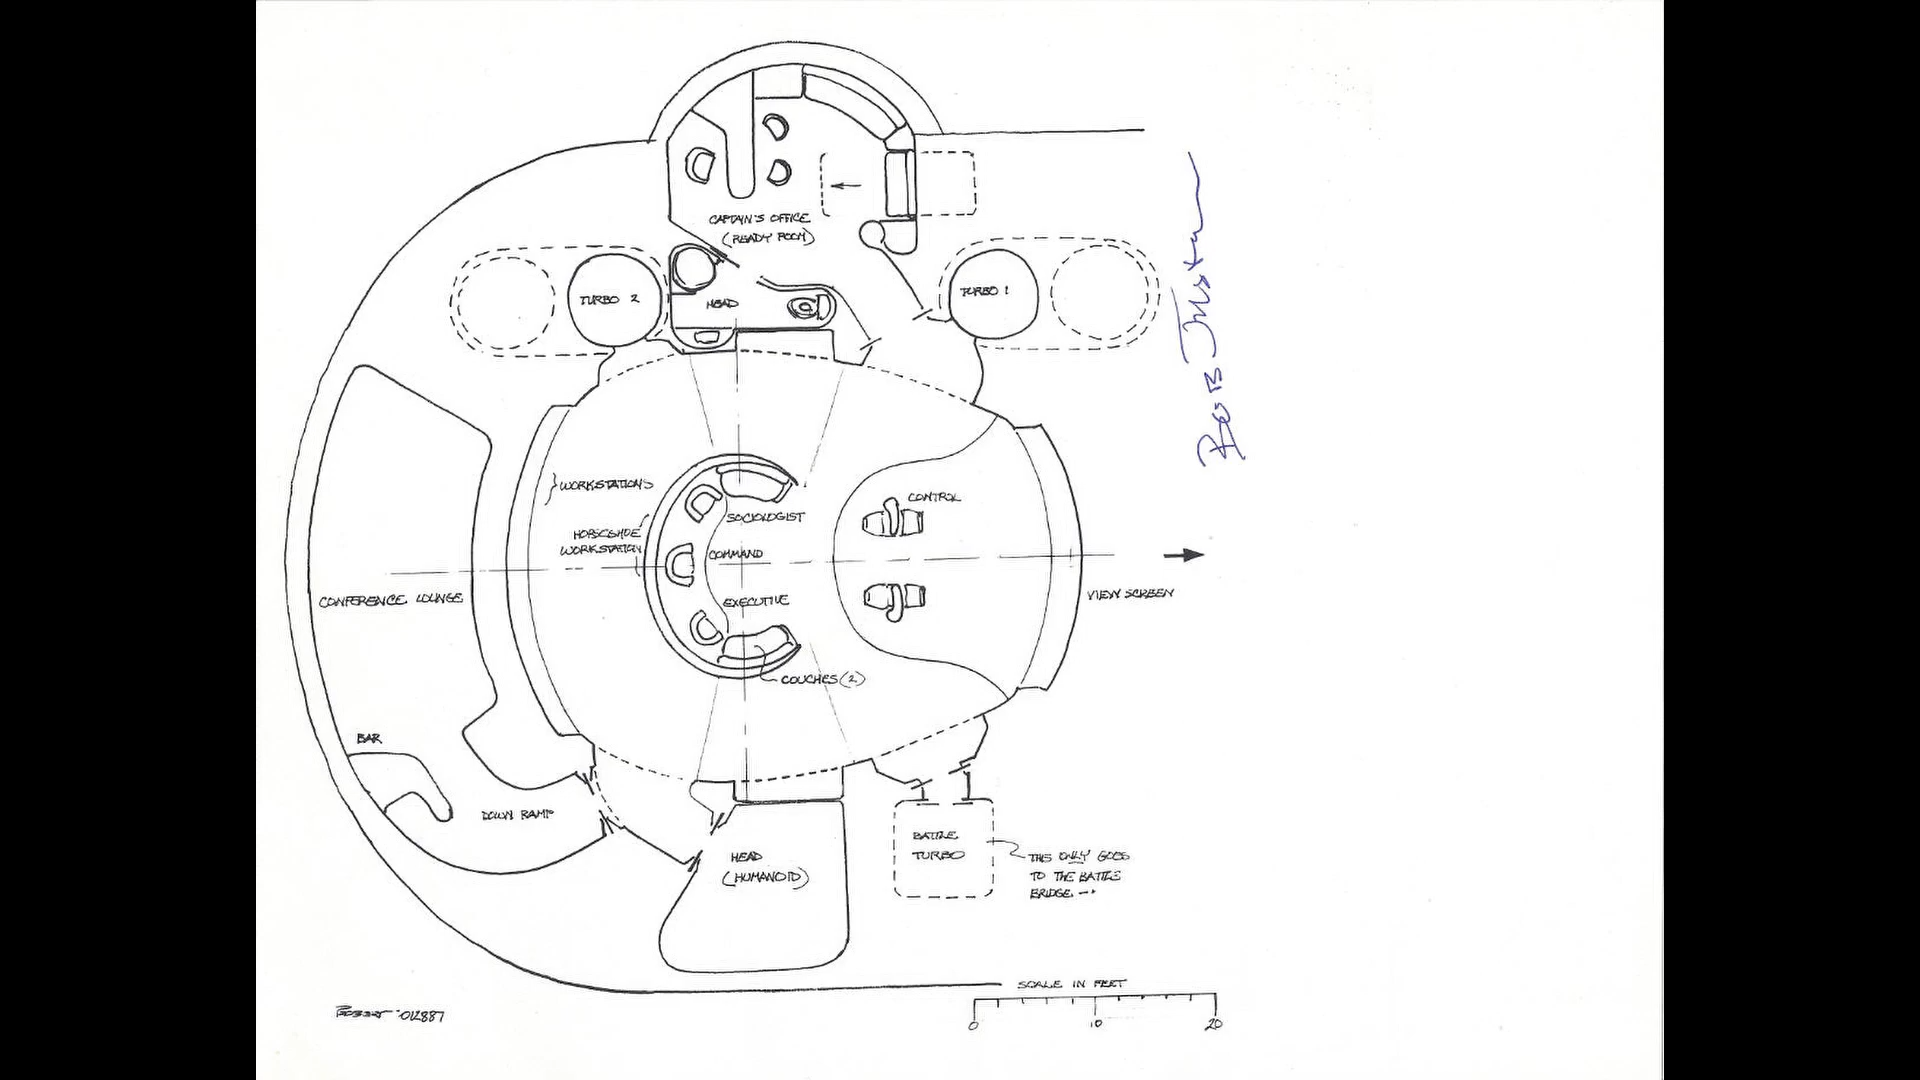 CAPTAIN'S OFFICE
(READY ROOM)
TURBO 2
HEAD
TURBO 1
WORKSTATIONS
HORSESHOE
WORKSTATION
SOCIOLOGIST
COMMAND
EXECUTIVE
COUCHES (2)
CONTROL
VIEW SCREEN
CONFERENCE LOUNGE
BAR
DOWN RAMP
HEAD
(HUMANOID)
BATTLE
TURBO
THIS ONLY GOES
TO THE BATTLE
BRIDGE
SCALE IN FEET
0 10 20
012887